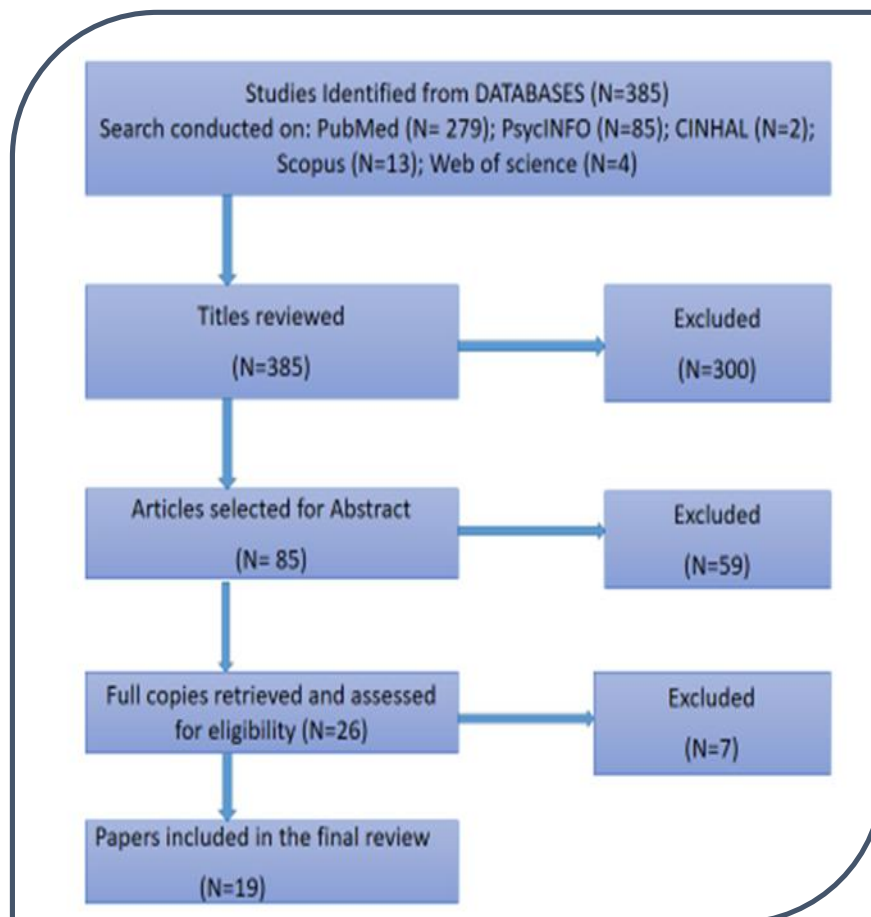 Studies Identified from DATABASES (N=385)
Search conducted on: PubMed (N= 279); PsycINFO (N=85); CINHAL (N=2);
Scopus (N=13); Web of science (N=4)
Titles reviewed
(N=385)
Excluded
(N=300)
Articles selected for Abstract
(N= 85)
Excluded
(N=59)
Full copies retrieved and assessed
for eligibility (N=26)
Excluded
(N=7)
Papers included in the final review
(N=19)